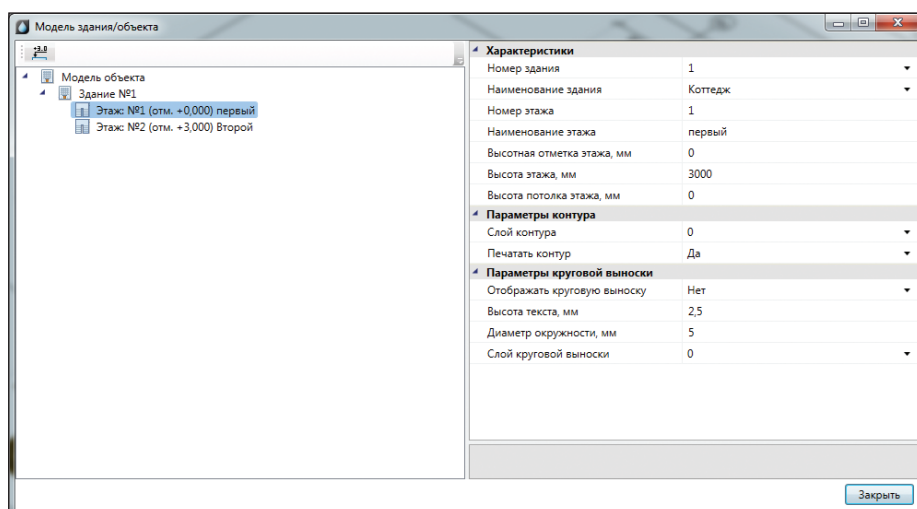 Модель здания/объекта
+3.0
Модель объекта
Здание №1
Этаж: №1 (отм. +0,000) первый
Этаж: №2 (отм. +3,000) Второй
Характеристики
Номер здания 1
Наименование здания Коттедж
Номер этажа 1
Наименование этажа первый
Высотная отметка этажа, мм 0
Высота этажа, мм 3000
Высота потолка этажа, мм 0
Параметры контура
Слой контура 0
Печатать контур Да
Параметры круговой выноски
Отображать круговую выноску Нет
Высота текста, мм 2,5
Диаметр окружности, мм 5
Слой круговой выноски 0
Закрыть